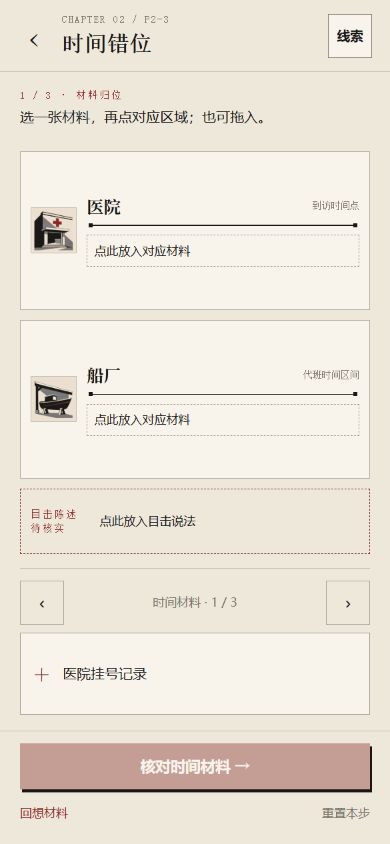 CHAPTER 02 / P2-3
时间错位
线索
1 / 3 · 材料归位
选一张材料，再点对应区域；也可拖入。
医院
到访时间点
点此放入对应材料
船厂
代班时间区间
点此放入对应材料
目击陈述
待核实
点此放入目击说法
‹
时间材料 · 1 / 3
›
＋ 医院挂号记录
核对时间材料 →
回想材料
重置本步